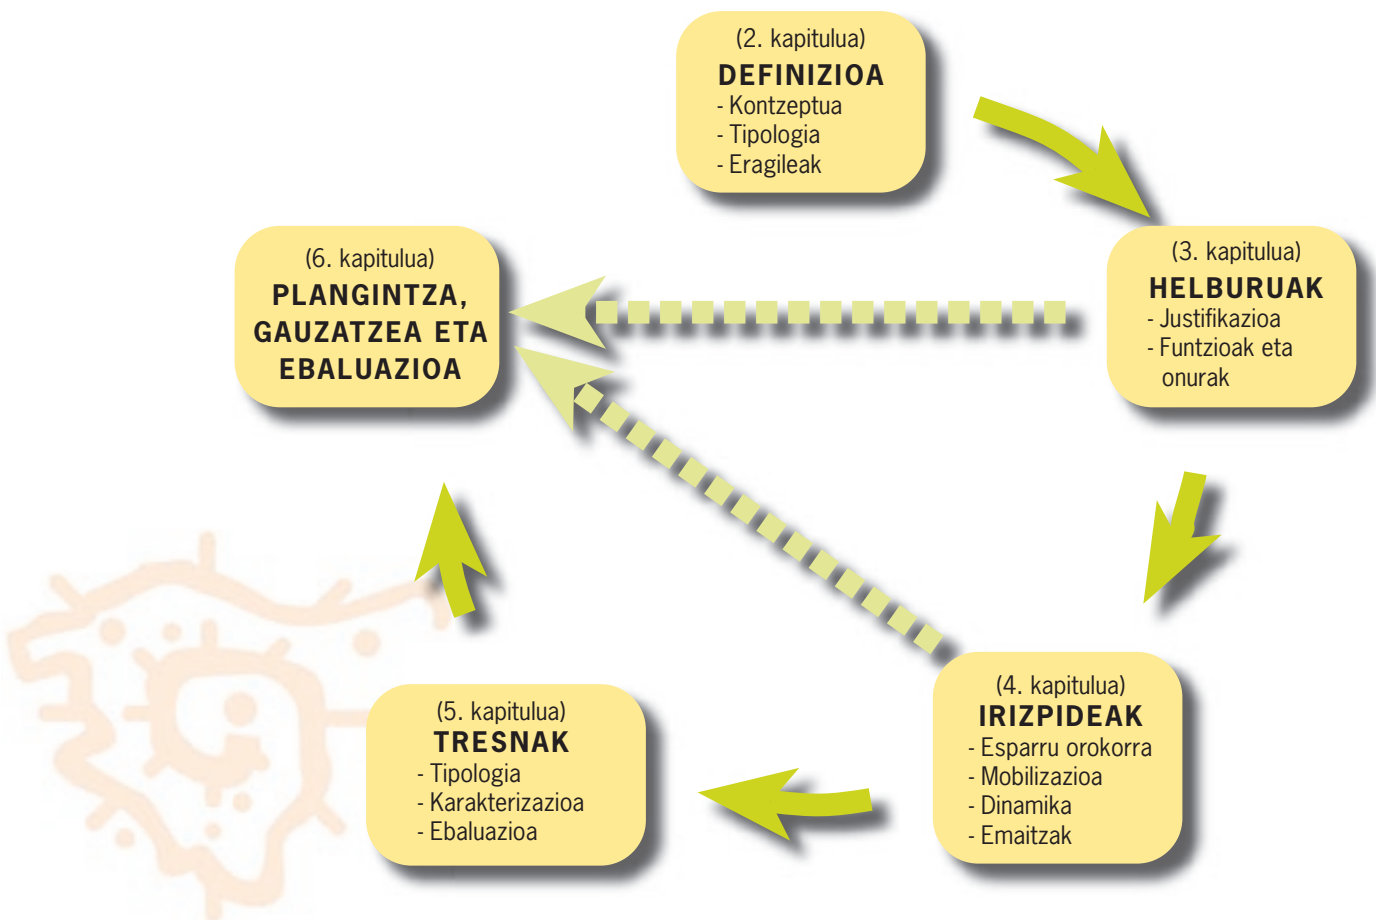 (2. kapitulua)
DEFINIZIOA
- Kontzeptua
- Tipologia
- Eragileak
(3. kapitulua)
HELBURUAK
- Justifikazioa
- Funtzioak eta
onurak
(4. kapitulua)
IRIZPIDEAK
- Esparru orokorra
- Mobilizazioa
- Dinamika
- Emaitzak
(5. kapitulua)
TRESNAK
- Tipologia
- Karakterizazioa
- Ebaluazioa
(6. kapitulua)
PLANGINTZA,
GAUZATZEA ETA
EBALUAZIOA